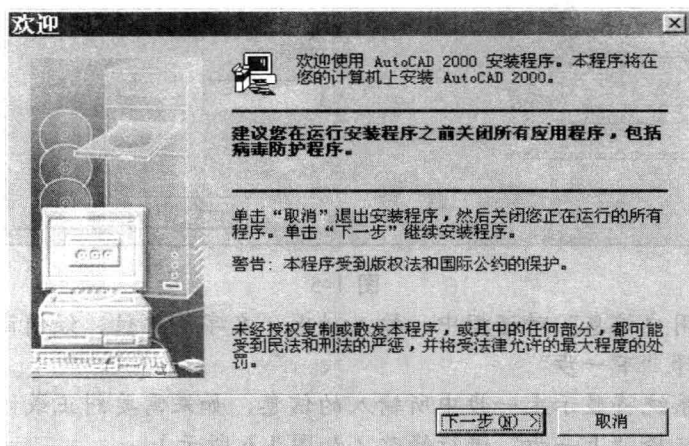 欢迎
欢迎使用 AutoCAD 2000 安装程序。本程序将在
您的计算机上安装 AutoCAD 2000。
建议您在运行安装程序之前关闭所有应用程序，包括
病毒防护程序。
单击“取消”退出安装程序，然后关闭您正在运行的所有
程序。单击“下一步”继续安装程序。
警告：本程序受到版权法和国际公约的保护。
未经授权复制或散发本程序，或其中的任何部分，都可能
受到民法和刑法的严惩，并将受法律允许的最大程度的处
罚。
下一步(N) >
取消